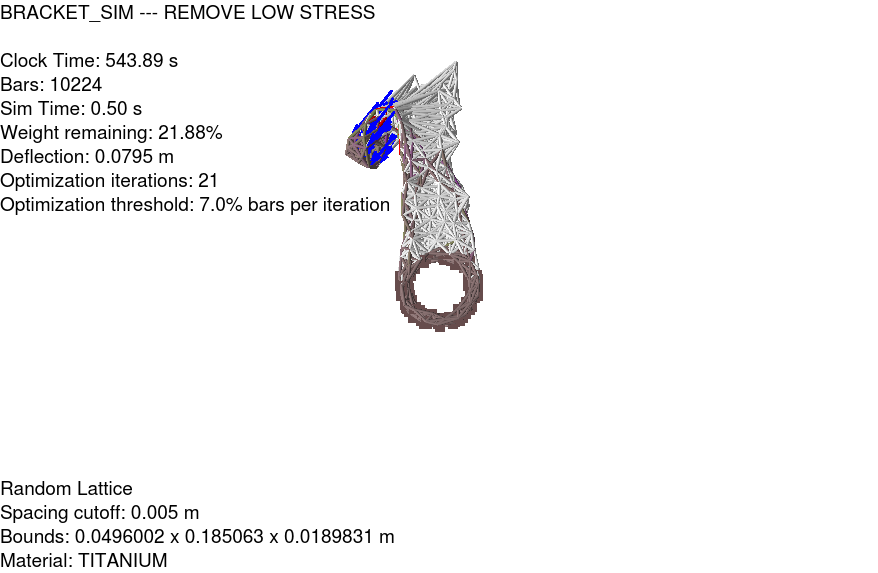 BRACKET_SIM --- REMOVE LOW STRESS
Clock Time: 543.89 s
Bars: 10224
Sim Time: 0.50 s
Weight remaining: 21.88%
Deflection: 0.0795 m
Optimization iterations: 21
Optimization threshold: 7.0% bars per iteration
Random Lattice
Spacing cutoff: 0.005 m
Bounds: 0.0496002 x 0.185063 x 0.0189831 m
Material: TITANIUM